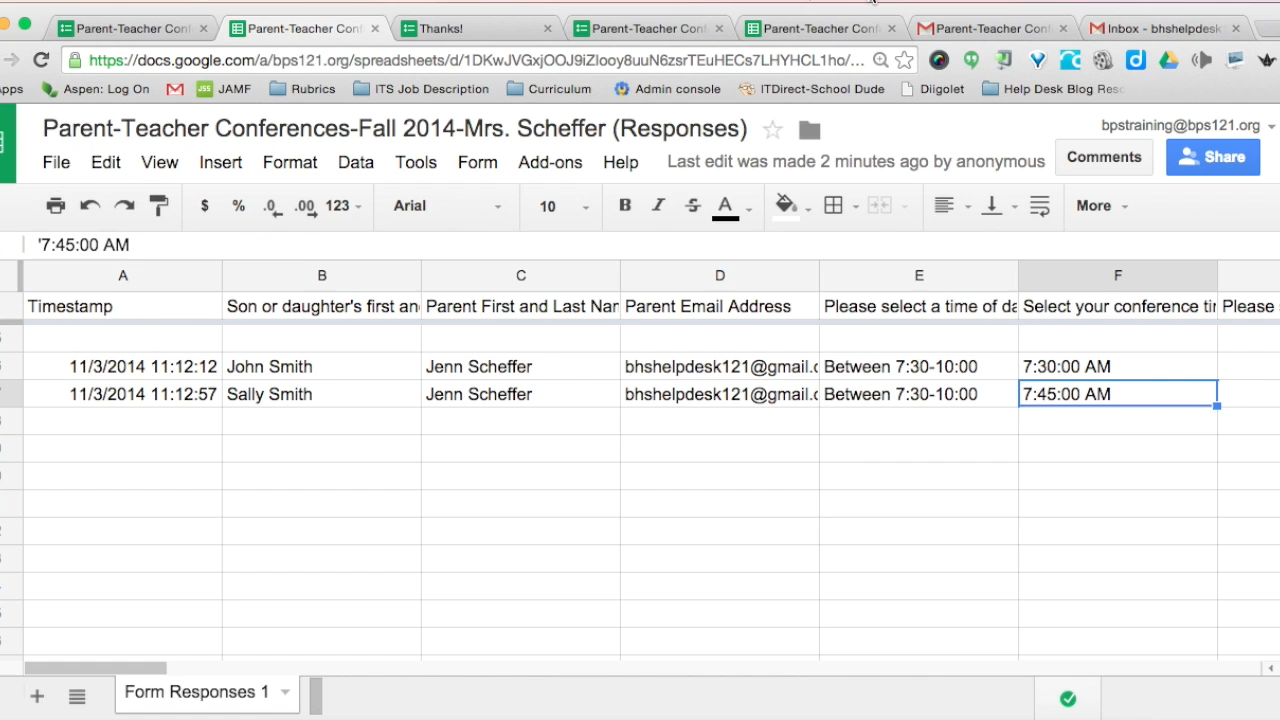 Parent-Teacher Conf Parent-Teacher Conf Thanks! Parent-Teacher Conf Parent-Teacher Conf Parent-Teacher Conf Inbox - bhshelpdesk
https://docs.google.com/a/bps121.org/spreadsheets/d/1DKwJVGxjOOJ9iZlooy8uuN6zsrTEuHECs7LHYHCL1ho/...
Apps Aspen: Log On JAMF Rubrics ITS Job Description Curriculum Admin console ITDirect-School Dude Diigolet Help Desk Blog Reso
Parent-Teacher Conferences-Fall 2014-Mrs. Scheffer (Responses)
bpstraining@bps121.org
File Edit View Insert Format Data Tools Form Add-ons Help Last edit was made 2 minutes ago by anonymous Comments Share
$ % .0 .00 123 Arial 10 B I S A More
'7:45:00 AM
A B C D E F
Timestamp Son or daughter's first an Parent First and Last Nan Parent Email Address Please select a time of da Select your conference tir Please
11/3/2014 11:12:12 John Smith Jenn Scheffer bhshelpdesk121@gmail.c Between 7:30-10:00 7:30:00 AM
11/3/2014 11:12:57 Sally Smith Jenn Scheffer bhshelpdesk121@gmail.c Between 7:30-10:00 7:45:00 AM
Form Responses 1